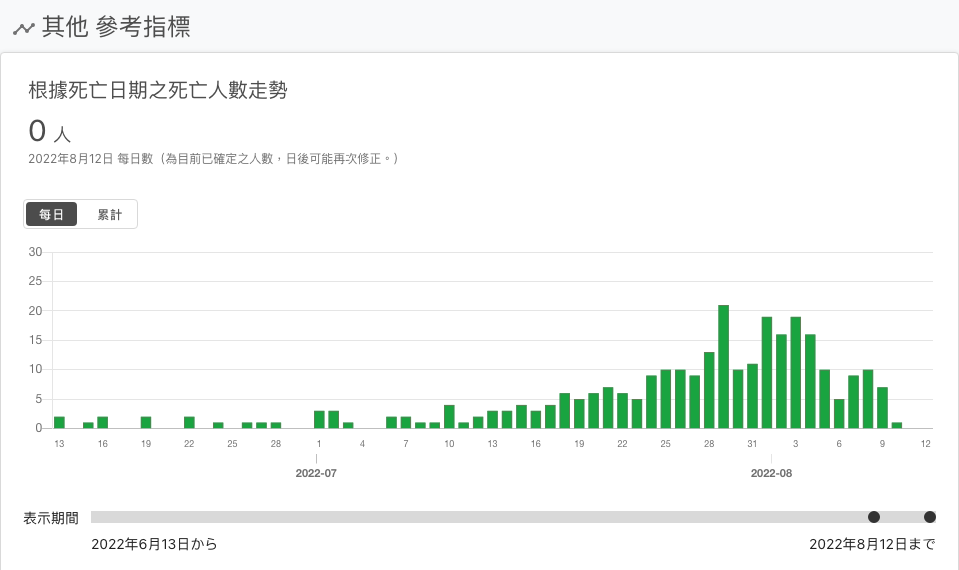 其他 參考指標
根據死亡日期之死亡人數走勢
0 人
2022年8月12日 每日數（為目前已確定之人數，日後可能再次修正。）
每日 累計
30
25
20
15
10
5
0
13 16 19 22 25 28 1 4 7 10 13 16 19 22 25 28 31 3 6 9 12
2022-07 2022-08
表示期間
2022年6月13日から 2022年8月12日まで